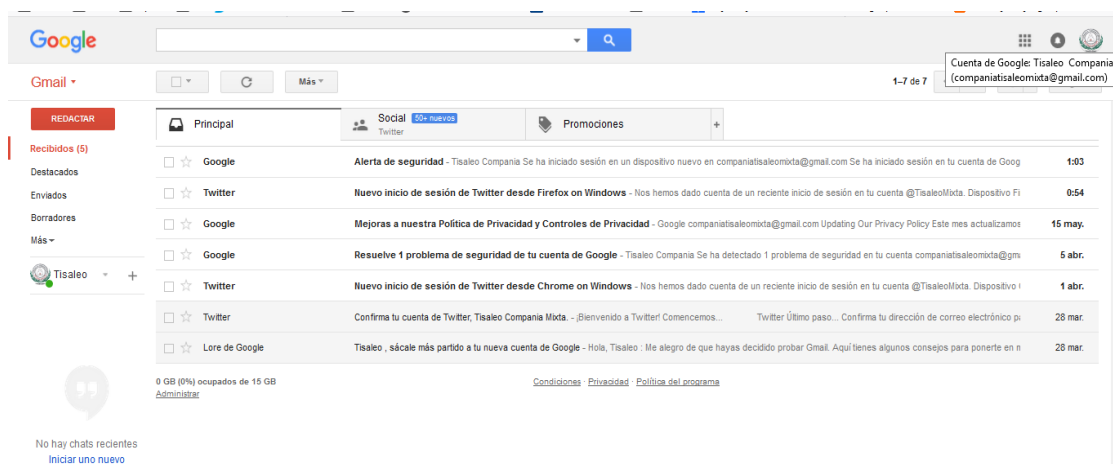 Google
Cuenta de Google: Tisaleo Compania
(companiatisaleomixta@gmail.com)
Gmail
Más
1–7 de 7
REDACTAR
Recibidos (5)
Destacados
Enviados
Borradores
Más
Tisaleo
+
Principal
Social 50+ nuevos
Twitter
Promociones
+
Google Alerta de seguridad - Tisaleo Compania Se ha iniciado sesión en un dispositivo nuevo en companiatisaleomixta@gmail.com Se ha iniciado sesión en tu cuenta de Goog 1:03
Twitter Nuevo inicio de sesión de Twitter desde Firefox on Windows - Nos hemos dado cuenta de un reciente inicio de sesión en tu cuenta @TisaleoMixta. Dispositivo Fi 0:54
Google Mejoras a nuestra Política de Privacidad y Controles de Privacidad - Google companiatisaleomixta@gmail.com Updating Our Privacy Policy Este mes actualizamos 15 may.
Google Resuelve 1 problema de seguridad de tu cuenta de Google - Tisaleo Compania Se ha detectado 1 problema de seguridad en tu cuenta companiatisaleomixta@gm 5 abr.
Twitter Nuevo inicio de sesión de Twitter desde Chrome on Windows - Nos hemos dado cuenta de un reciente inicio de sesión en tu cuenta @TisaleoMixta. Dispositivo 1 abr.
Twitter Confirma tu cuenta de Twitter, Tisaleo Compania Mixta. - ¡Bienvenido a Twitter! Comencemos... Twitter Último paso... Confirma tu dirección de correo electrónico 28 mar.
Lore de Google Tisaleo , sácale más partido a tu nueva cuenta de Google - Hola, Tisaleo : Me alegro de que hayas decidido probar Gmail. Aquí tienes algunos consejos para ponerte en 28 mar.
0 GB (0%) ocupados de 15 GB
Administrar
Condiciones · Privacidad · Política del programa
No hay chats recientes
Iniciar uno nuevo